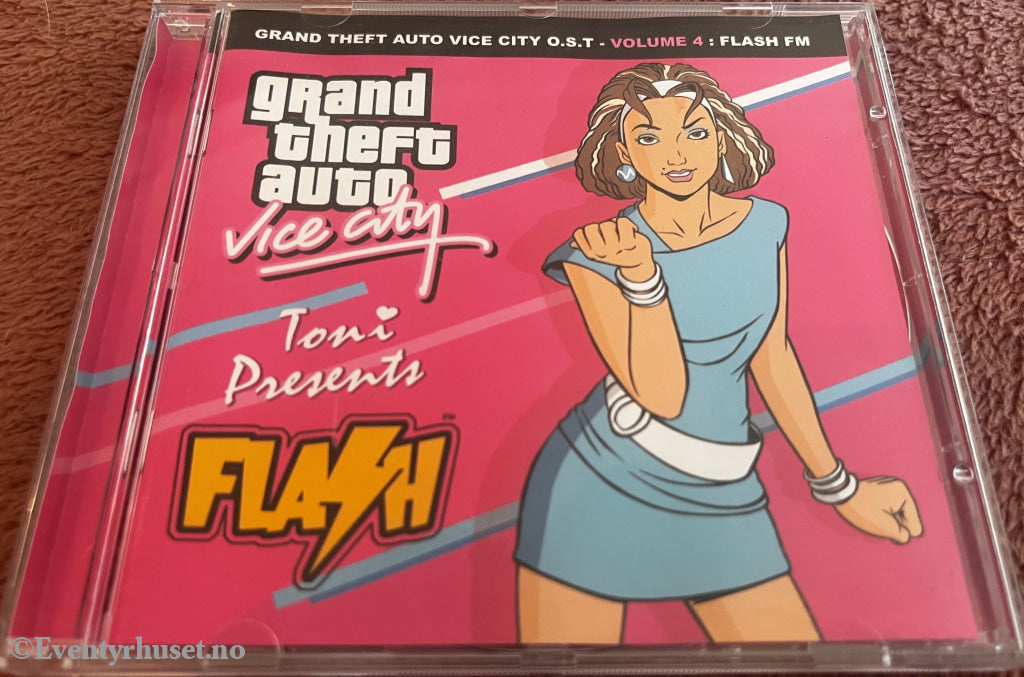 GRAND THEFT AUTO VICE CITY O.S.T - VOLUME 4 : FLASH FM
grand
theft
auto
Vice City
Toni
Presents
FLASH
©Eventyrhuset.no